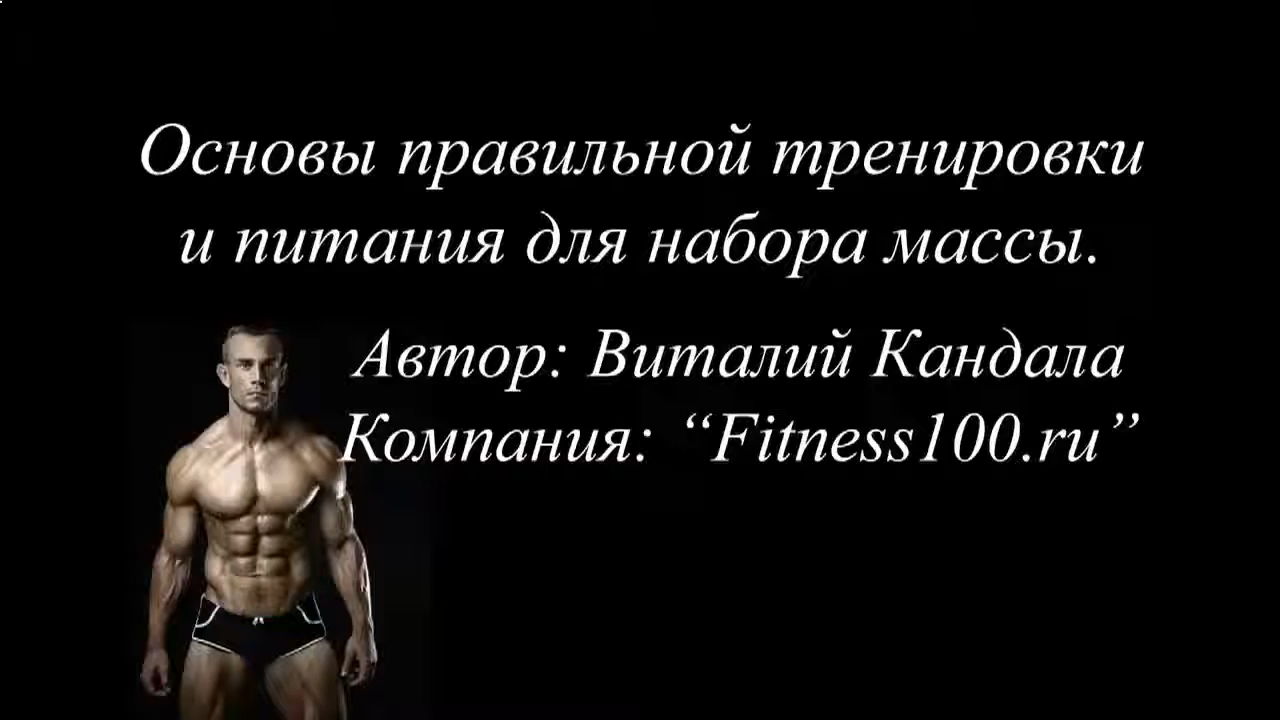 Основы правильной тренировки
и питания для набора массы.
Автор: Виталий Кандала
Компания: “Fitness100.ru”